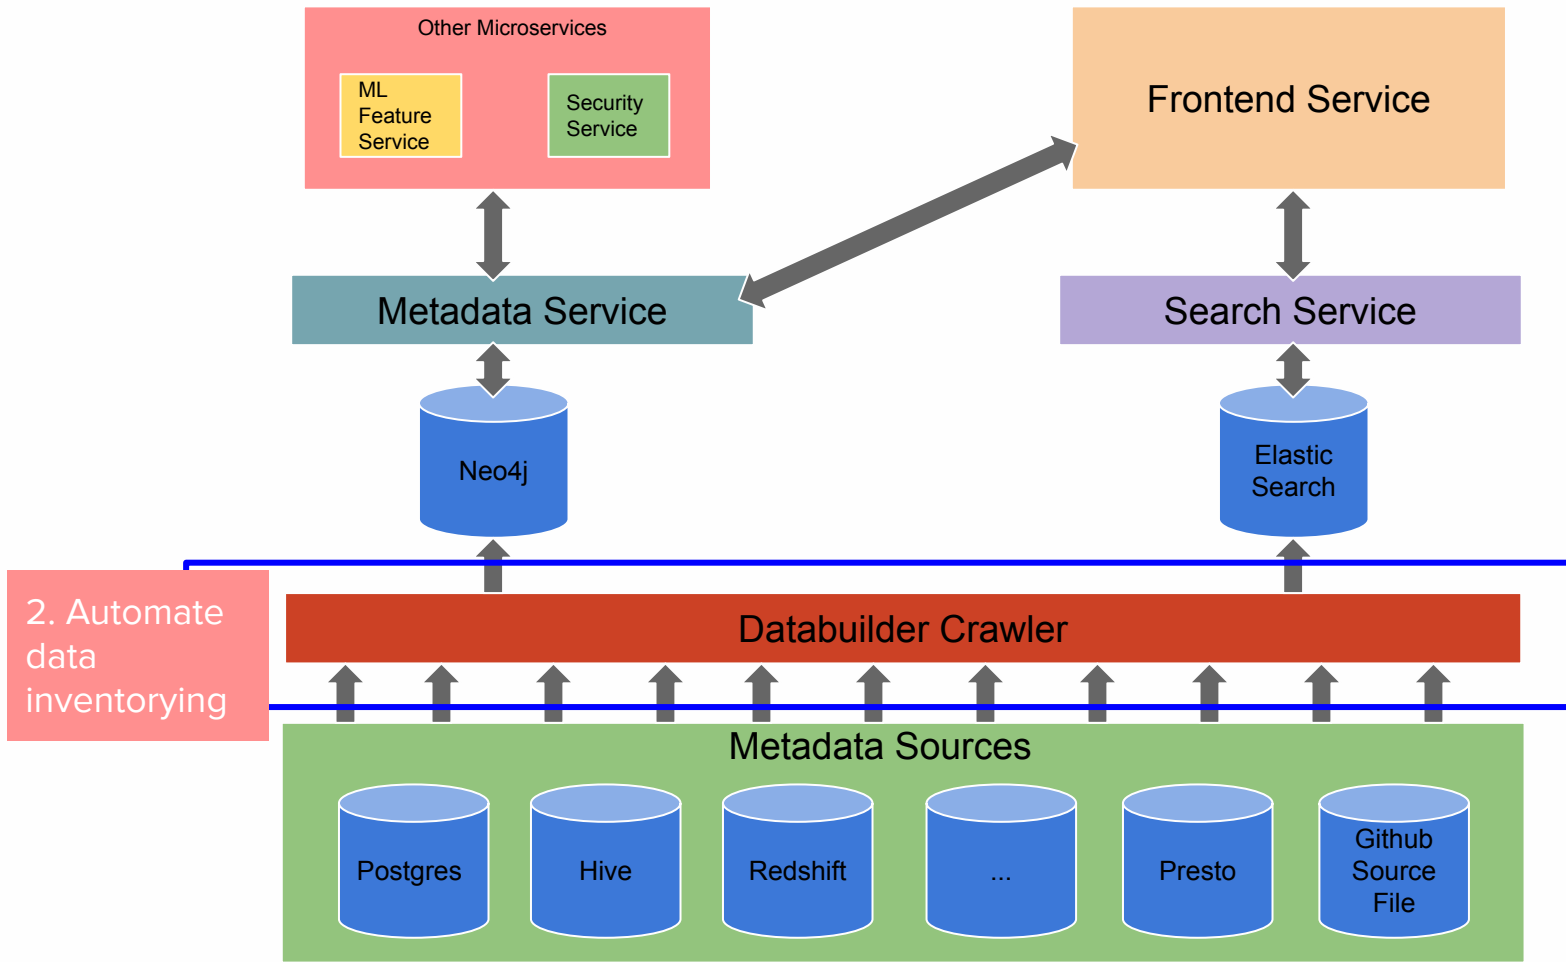 Other Microservices
ML
Feature
Service
Security
Service
Frontend Service
Metadata Service
Search Service
Neo4j
Elastic
Search
2. Automate
data
inventorying
Databuilder Crawler
Metadata Sources
Postgres
Hive
Redshift
...
Presto
Github
Source
File